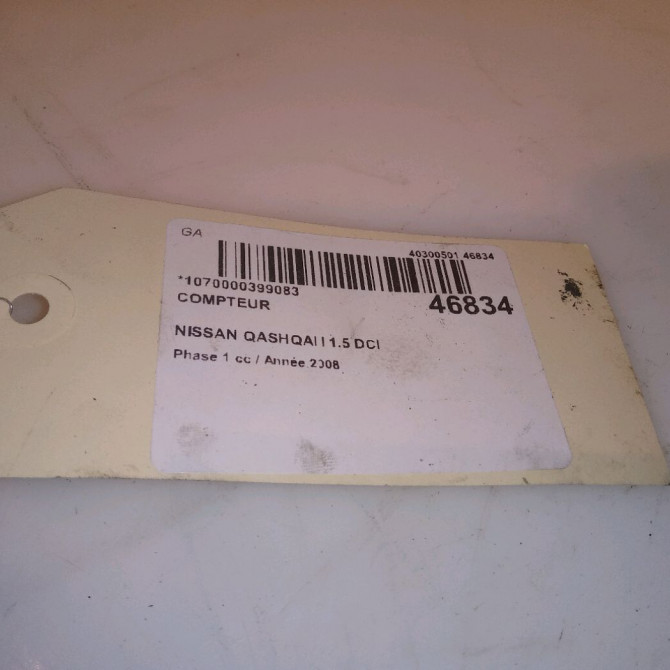 GA
40300501 46834
*1070000399083
46834
COMPTEUR
NISSAN QASHQAI I 1.5 DCI
Phase 1 cc / Année 2008